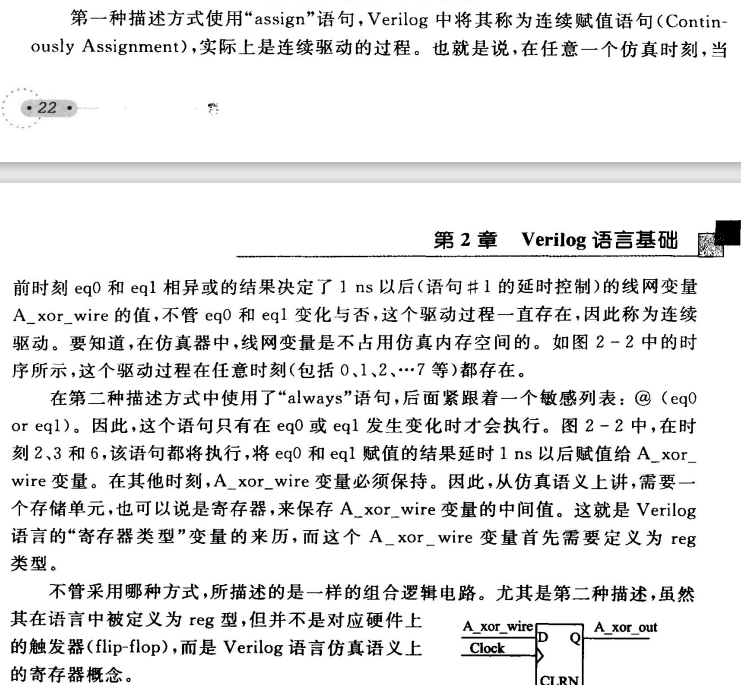 第一种描述方式使用“assign”语句,Verilog 中将其称为连续赋值语句(Contin-
ously Assignment),实际上是连续驱动的过程。也就是说,在任意一个仿真时刻,当
• 22 •
第 2 章 Verilog 语言基础
前时刻 eq0 和 eq1 相异或的结果决定了 1 ns 以后(语句＃1 的延时控制)的线网变量
A_xor_wire 的值,不管 eq0 和 eq1 变化与否,这个驱动过程一直存在,因此称为连续
驱动。要知道,在仿真器中,线网变量是不占用仿真内存空间的。如图 2-2 中的时
序所示,这个驱动过程在任意时刻(包括 0、1、2、…7 等)都存在。
在第二种描述方式中使用了“always”语句,后面紧跟着一个敏感列表：@ (eq0
or eq1)。因此,这个语句只有在 eq0 或 eq1 发生变化时才会执行。图 2-2 中,在时
刻 2、3 和 6,该语句都将执行,将 eq0 和 eq1 赋值的结果延时 1 ns 以后赋值给 A_xor_
wire 变量。在其他时刻,A_xor_wire 变量必须保持。因此,从仿真语义上讲,需要一
个存储单元,也可以说是寄存器,来保存 A_xor_wire 变量的中间值。这就是 Verilog
语言的“寄存器类型”变量的来历,而这个 A_xor_wire 变量首先需要定义为 reg
类型。
不管采用哪种方式,所描述的是一样的组合逻辑电路。尤其是第二种描述,虽然
其在语言中被定义为 reg 型,但并不是对应硬件上
的触发器(flip-flop),而是 Verilog 语言仿真语义上
的寄存器概念。
A_xor_wire D Q A_xor_out
Clock
CLRN